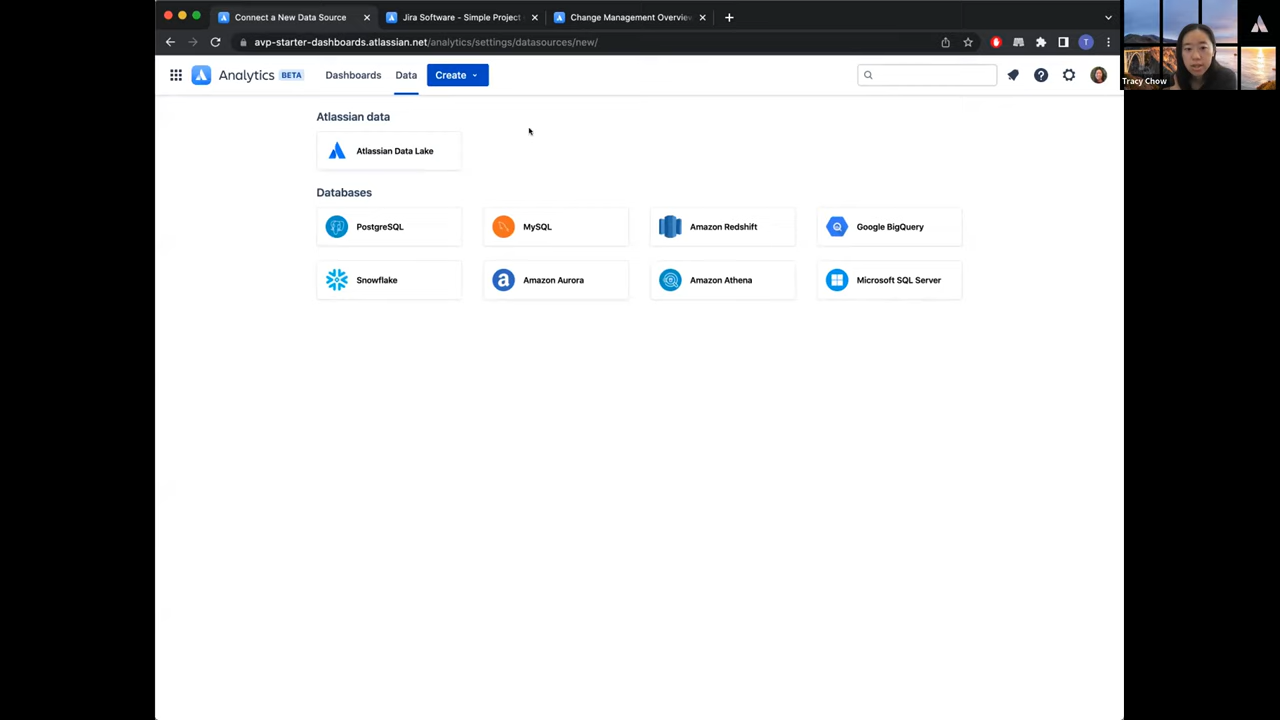 Connect a New Data Source
Jira Software - Simple Project
Change Management Overview
avp-starter-dashboards.atlassian.net/analytics/settings/datasources/new/
T
Analytics BETA
Dashboards
Data
Create
Tracy Chow
Atlassian data
Atlassian Data Lake
Databases
PostgreSQL
MySQL
Amazon Redshift
Google BigQuery
Snowflake
Amazon Aurora
Amazon Athena
Microsoft SQL Server